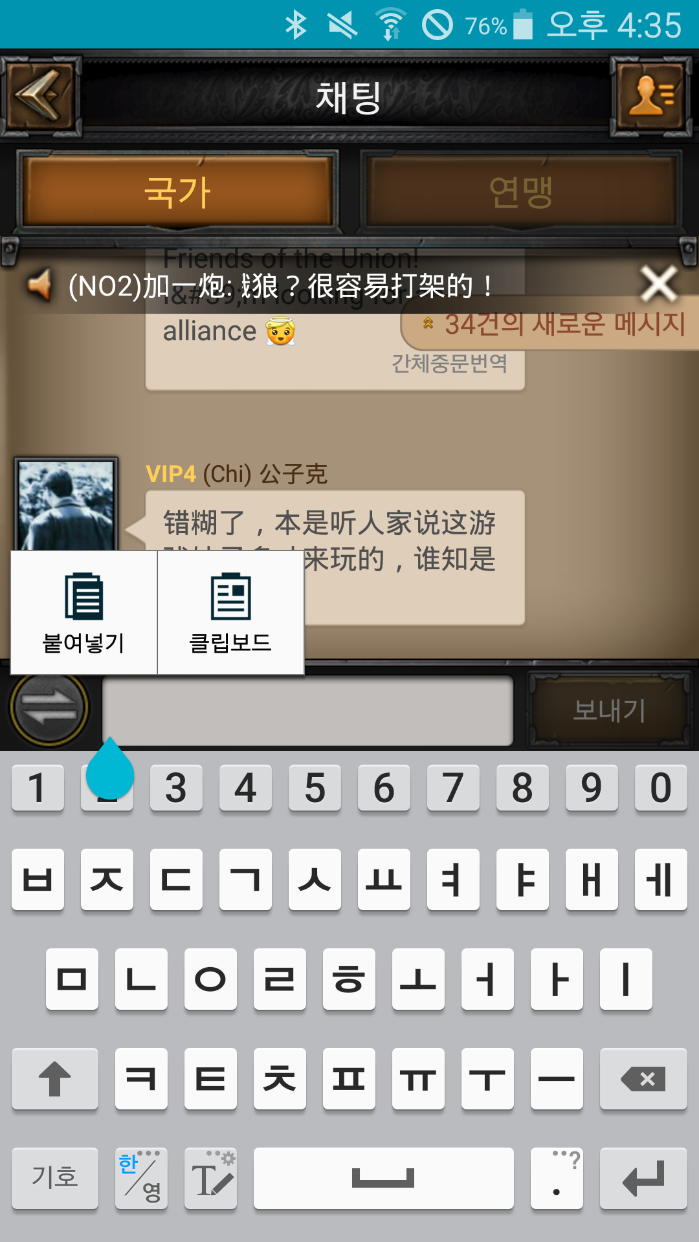 76% 오후 4:35
채팅
국가 연맹
Friends of the Union!
(NO2)加一炮: 狼？很容易打架的！
I&#39;m looking for
alliance
34건의 새로운 메시지
간체중문번역
VIP4 (Chi) 公子克
错糊了，本是听人家说这游
来玩的，谁知是
붙여넣기 클립보드
보내기
1 3 4 5 6 7 8 9 0
ㅂ ㅈ ㄷ ㄱ ㅅ ㅛ ㅕ ㅑ ㅐ ㅔ
ㅁ ㄴ ㅇ ㄹ ㅎ ㅗ ㅓ ㅏ ㅣ
ㅋ ㅌ ㅊ ㅍ ㅠ ㅜ ㅡ
기호 한/영 T . ?